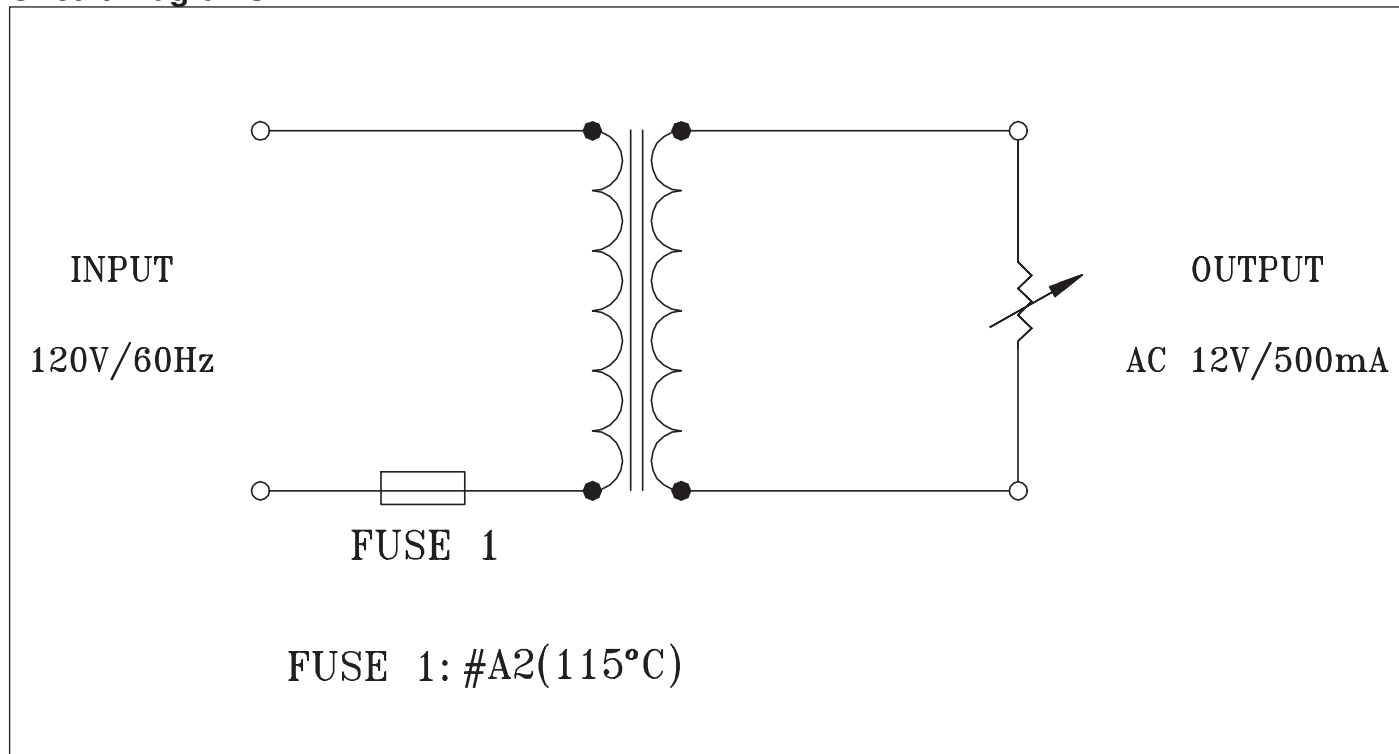 INPUT
120V/60Hz
OUTPUT
AC 12V/500mA
FUSE 1
FUSE 1: #A2(115°C)